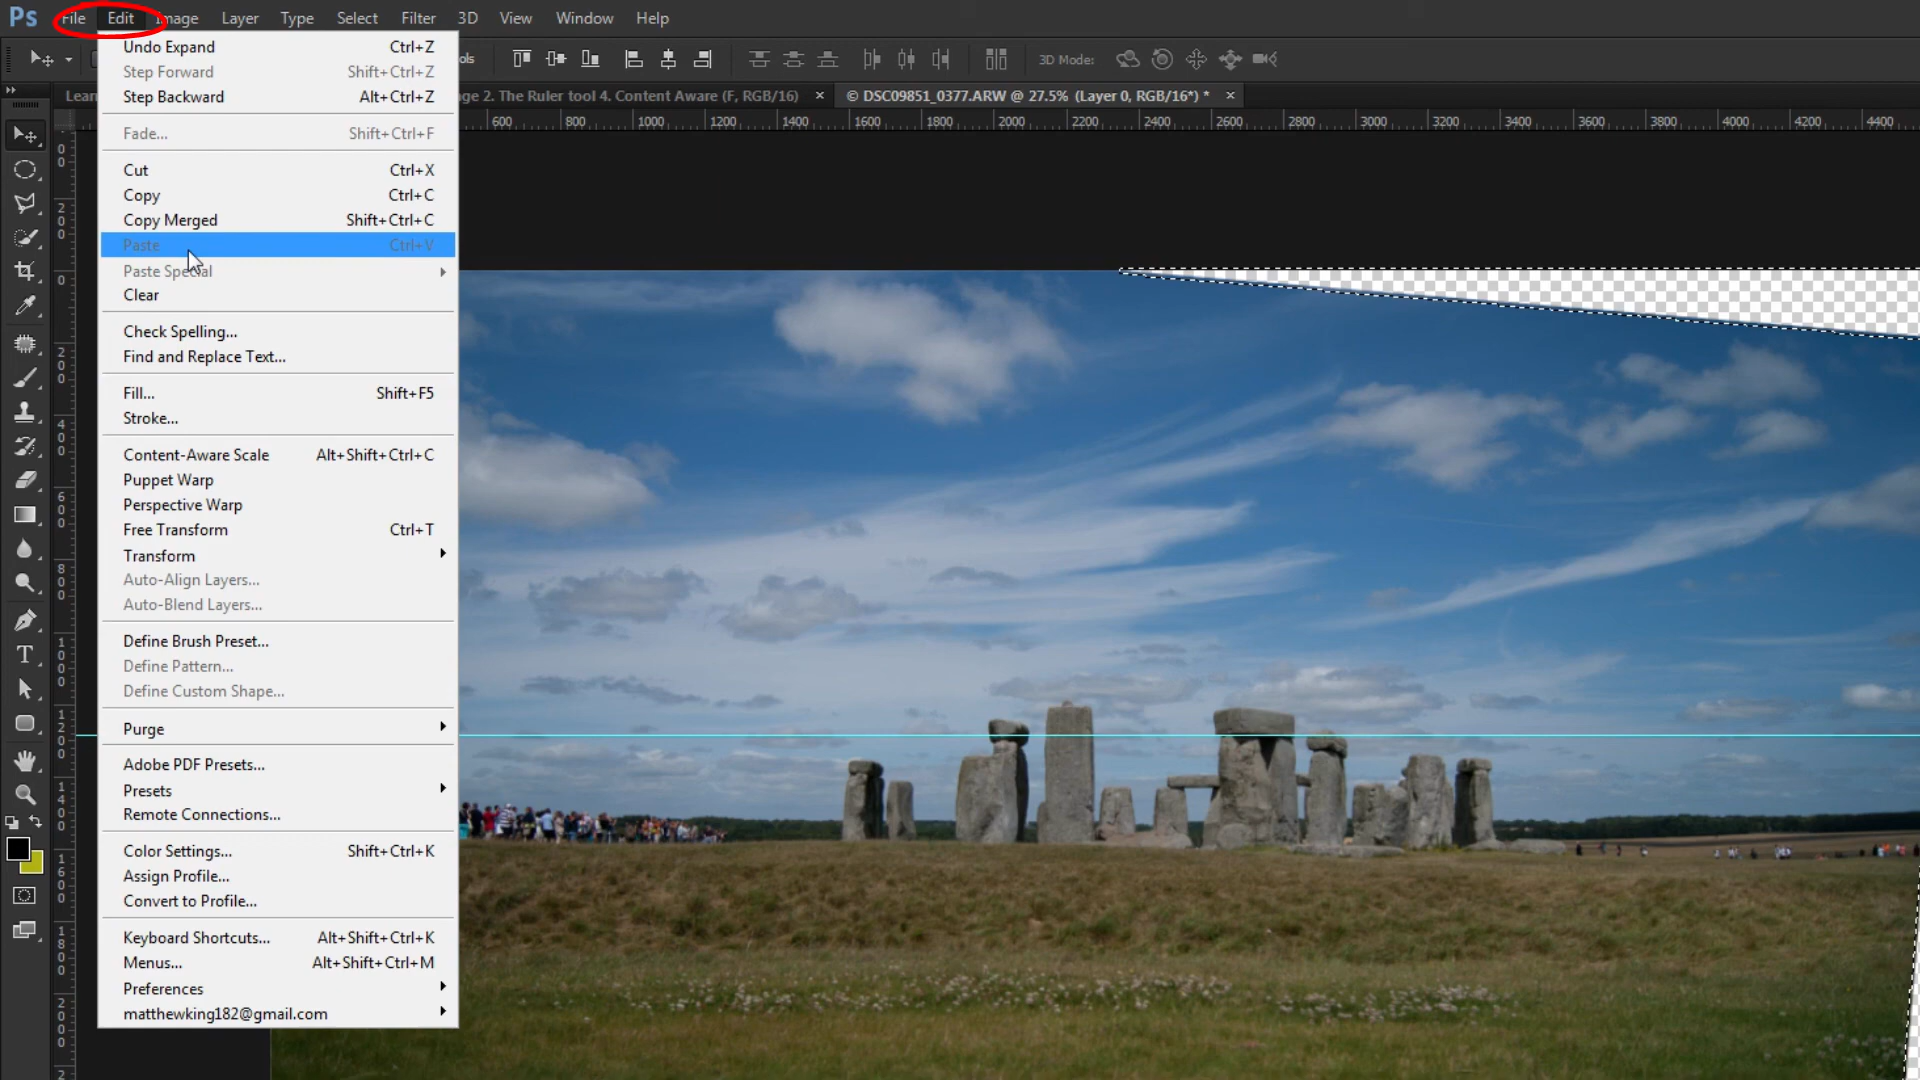 Ps File Edit Image Layer Type Select Filter 3D View Window Help
3D Mode:
2. The Ruler tool 4. Content Aware (F, RGB/16) × © DSC09851_0377.ARW @ 27.5% (Layer 0, RGB/16*) * ×
600 800 1000 1200 1400 1600 1800 2000 2200 2400 2600 2800 3000 3200 3400 3600 3800 4000 4200 4400
Undo Expand Ctrl+Z
Step Forward Shift+Ctrl+Z
Step Backward Alt+Ctrl+Z
Fade... Shift+Ctrl+F
Cut Ctrl+X
Copy Ctrl+C
Copy Merged Shift+Ctrl+C
Paste Ctrl+V
Paste Special
Clear
Check Spelling...
Find and Replace Text...
Fill... Shift+F5
Stroke...
Content-Aware Scale Alt+Shift+Ctrl+C
Puppet Warp
Perspective Warp
Free Transform Ctrl+T
Transform
Auto-Align Layers...
Auto-Blend Layers...
Define Brush Preset...
Define Pattern...
Define Custom Shape...
Purge
Adobe PDF Presets...
Presets
Remote Connections...
Color Settings... Shift+Ctrl+K
Assign Profile...
Convert to Profile...
Keyboard Shortcuts... Alt+Shift+Ctrl+K
Menus... Alt+Shift+Ctrl+M
Preferences
matthewking182@gmail.com